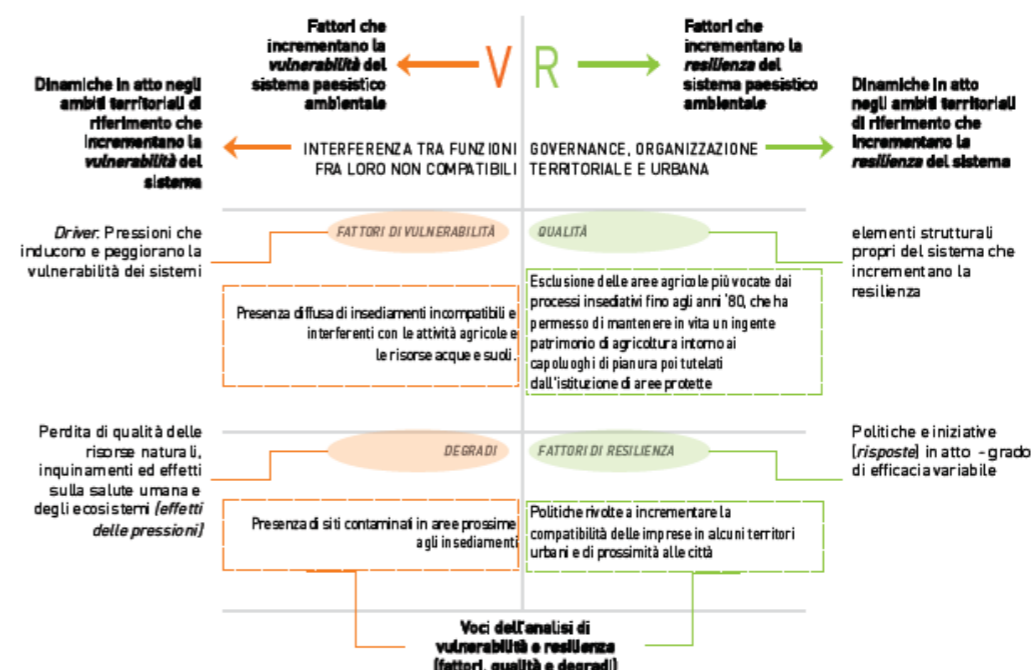 Fattori che
incrementano la
vulnerabilità del
sistema paesistico
ambientale
V R
Fattori che
incrementano la
resilienza del
sistema paesistico
ambientale
Dinamiche in atto negli
ambiti territoriali di
riferimento che
incrementano la
vulnerabilità del
sistema
INTERFERENZA TRA FUNZIONI
FRA LORO NON COMPATIBILI
GOVERNANCE, ORGANIZZAZIONE
TERRITORIALE E URBANA
Dinamiche in atto
negli ambiti territoriali
di riferimento che
incrementano la
resilienza del sistema
Driver. Pressioni che
inducono e peggiorano la
vulnerabilità dei sistemi
FATTORI DI VULNERABILITÀ
QUALITÀ
elementi strutturali
propri del sistema che
incrementano la
resilienza
Presenza diffusa di insediamenti incompatibili e
interferenti con le attività agricole e
le risorse acque e suoli.
Esclusione delle aree agricole più vocate dai
processi insediativi fino agli anni '80, che ha
permesso di mantenere in vita un ingente
patrimonio di agricoltura intorno ai
capoluoghi di pianura poi tutelati
dall'istituzione di aree protette
Perdita di qualità delle
risorse naturali,
inquinamenti ed effetti
sulla salute umana e
degli ecosistemi (effetti
delle pressioni)
DEGRADI
FATTORI DI RESILIENZA
Politiche e iniziative
(risposte) in atto - grado
di efficacia variabile
Presenza di siti contaminati in aree prossime
agli insediamenti
Politiche rivolte a incrementare la
compatibilità delle imprese in alcuni territori
urbani e di prossimità alle città
Voci dell'analisi di
vulnerabilità e resilienza
(fattori, qualità e degradi)